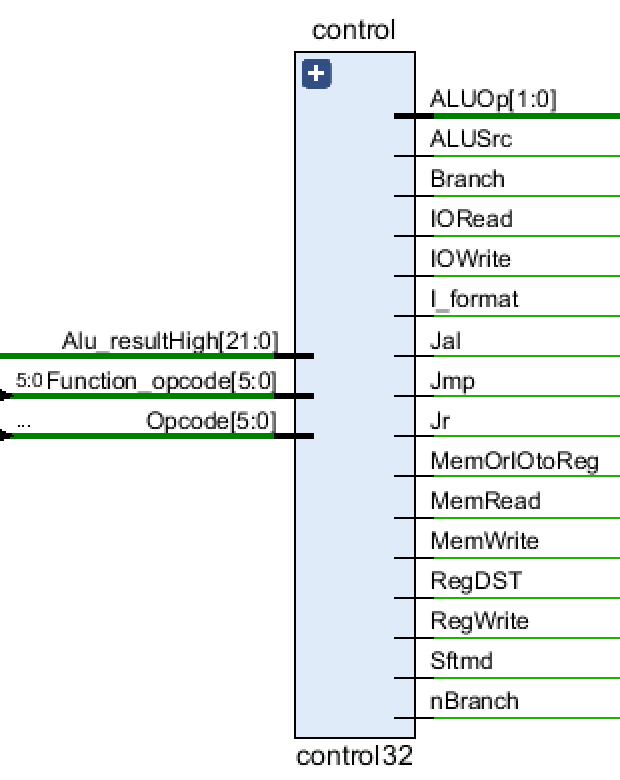 control
ALUOp[1:0]
ALUSrc
Branch
IORead
IOWrite
I_format
Alu_resultHigh[21:0]
Jal
5:0 Function_opcode[5:0]
Jmp
... Opcode[5:0]
Jr
MemOrIOtoReg
MemRead
MemWrite
RegDST
RegWrite
Sftmd
nBranch
control32